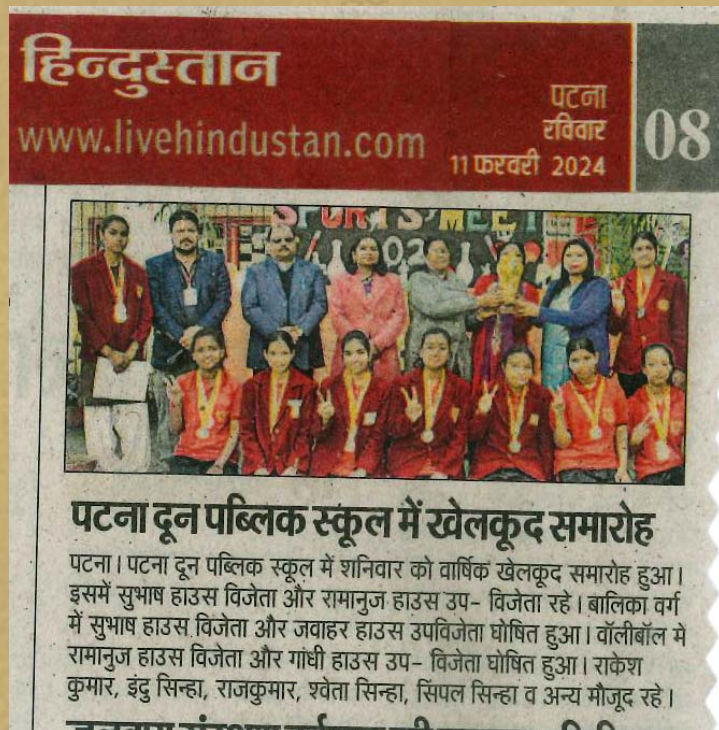 हिन्दुस्तान
www.livehindustan.com
पटना
रविवार
11 फरवरी 2024
08
SPORTS MEET
पटना दून पब्लिक स्कूल में खेलकूद समारोह
पटना। पटना दून पब्लिक स्कूल में शनिवार को वार्षिक खेलकूद समारोह हुआ।
इसमें सुभाष हाउस विजेता और रामानुज हाउस उप- विजेता रहे। बालिका वर्ग
में सुभाष हाउस विजेता और जवाहर हाउस उपविजेता घोषित हुआ। वॉलीबॉल मे
रामानुज हाउस विजेता और गांधी हाउस उप- विजेता घोषित हुआ। राकेश
कुमार, इंदु सिन्हा, राजकुमार, श्वेता सिन्हा, सिंपल सिन्हा व अन्य मौजूद रहे।